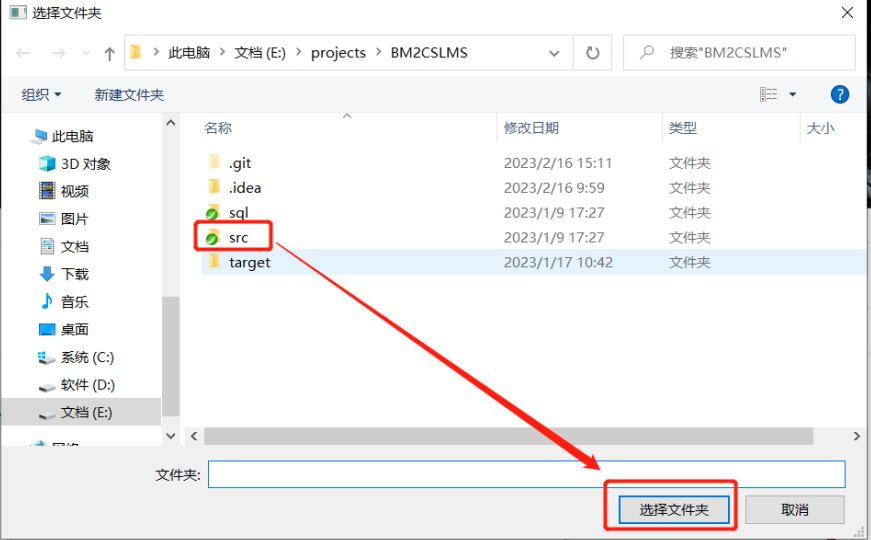 选择文件夹
此电脑 > 文档 (E:) > projects > BM2CSLMS
搜索"BM2CSLMS"
组织 新建文件夹
名称 修改日期 类型 大小
此电脑
3D 对象
视频
图片
文档
下载
音乐
桌面
系统 (C:)
软件 (D:)
文档 (E:)
.git 2023/2/16 15:11 文件夹
.idea 2023/2/16 9:59 文件夹
sql 2023/1/9 17:27 文件夹
src 2023/1/9 17:27 文件夹
target 2023/1/17 10:42 文件夹
文件夹:
选择文件夹 取消